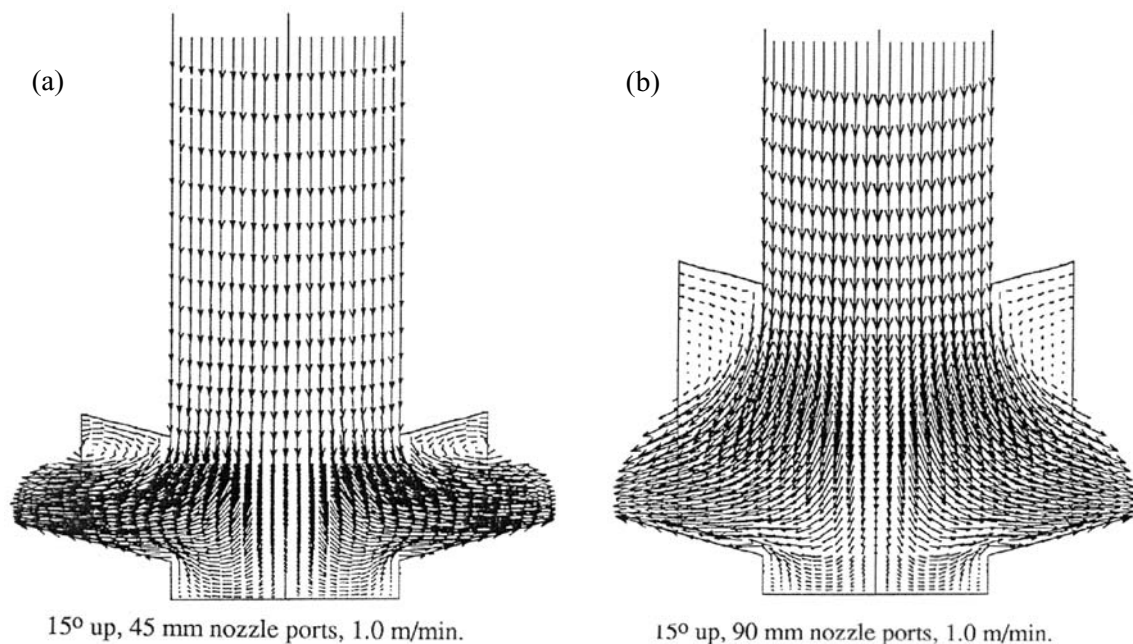 (a)
(b)
15º up, 45 mm nozzle ports, 1.0 m/min.
15º up, 90 mm nozzle ports, 1.0 m/min.